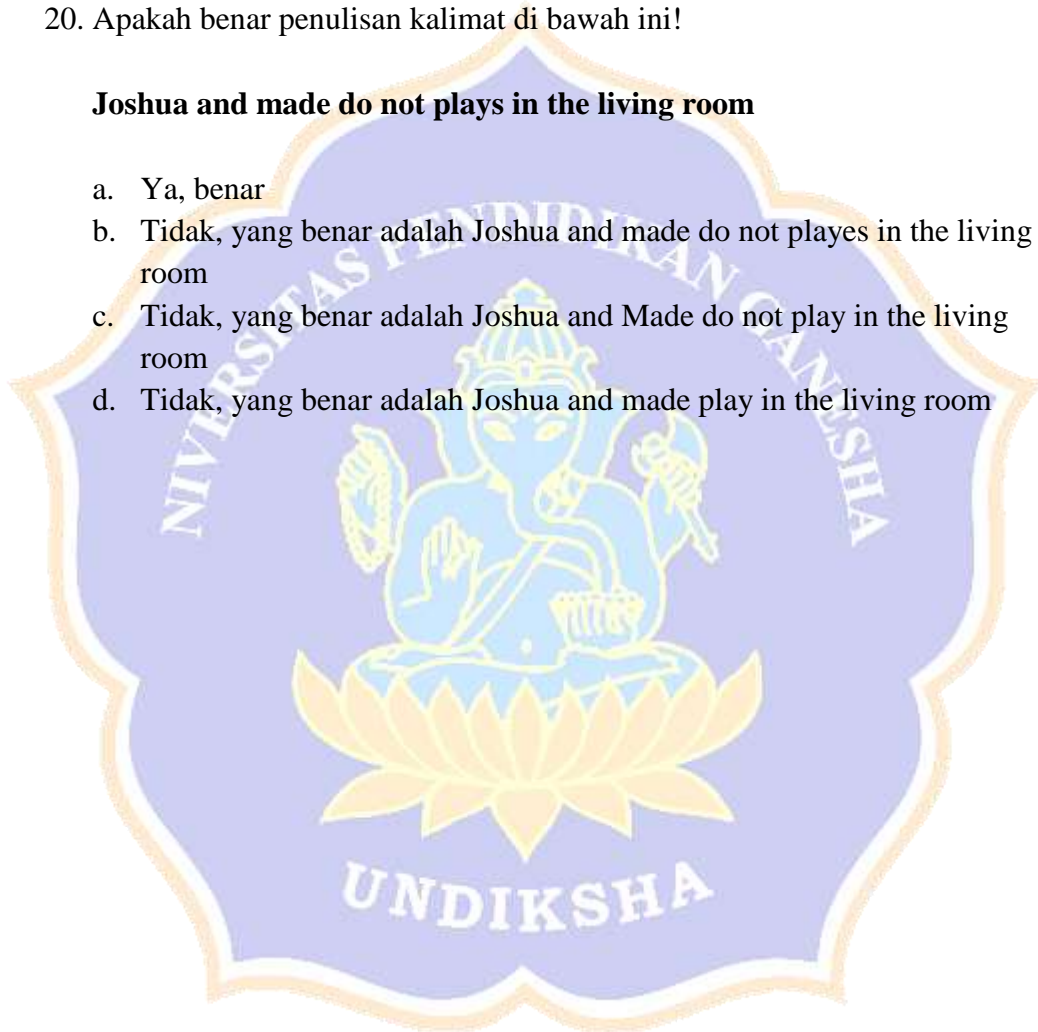 20. Apakah benar penulisan kalimat di bawah ini!
Joshua and made do not plays in the living room
a. Ya, benar
b. Tidak, yang benar adalah Joshua and made do not playes in the living
room
c. Tidak, yang benar adalah Joshua and Made do not play in the living
room
d. Tidak, yang benar adalah Joshua and made play in the living room
NIVERSITAS PENDIDIKAN GANESHA
UNDIKSHA